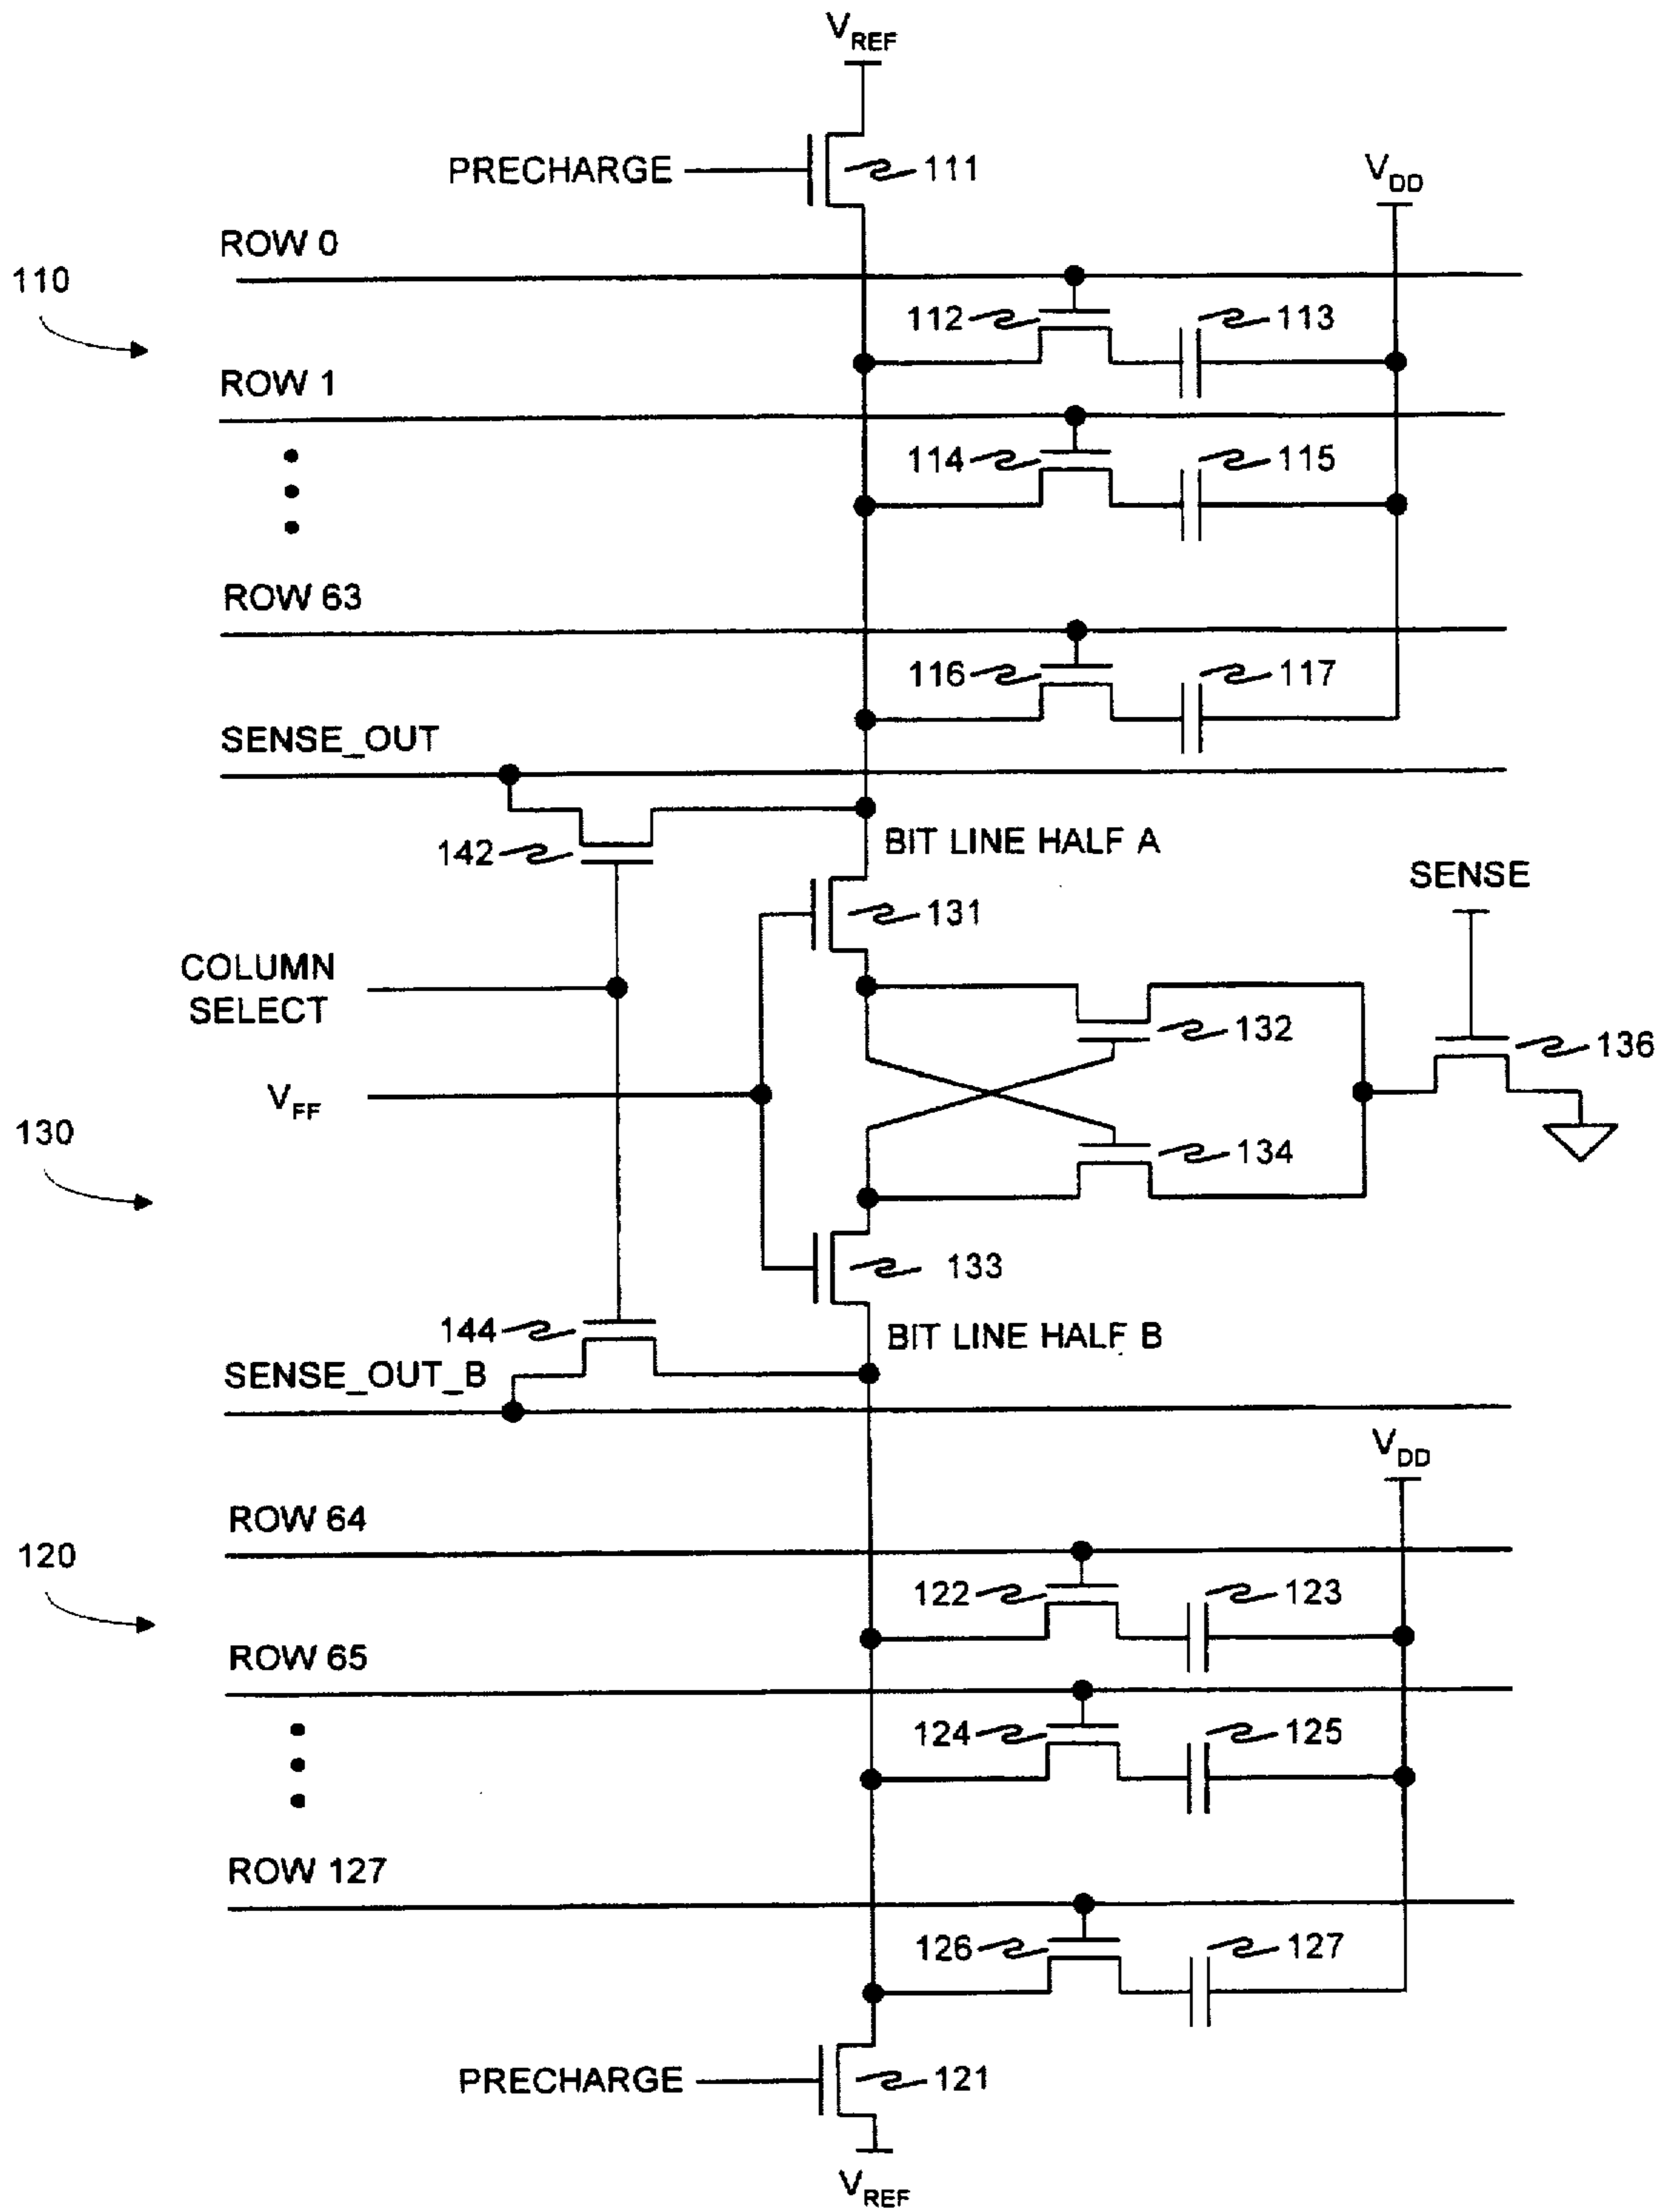 VREF
PRECHARGE
111
VDD
ROW 0
110
112
113
ROW 1
114
115
ROW 63
116
117
SENSE_OUT
142
BIT LINE HALF A
SENSE
131
COLUMN
SELECT
132
136
VFF
130
134
133
144
BIT LINE HALF B
SENSE_OUT_B
VDD
ROW 64
120
122
123
ROW 65
124
125
ROW 127
126
127
PRECHARGE
121
VREF